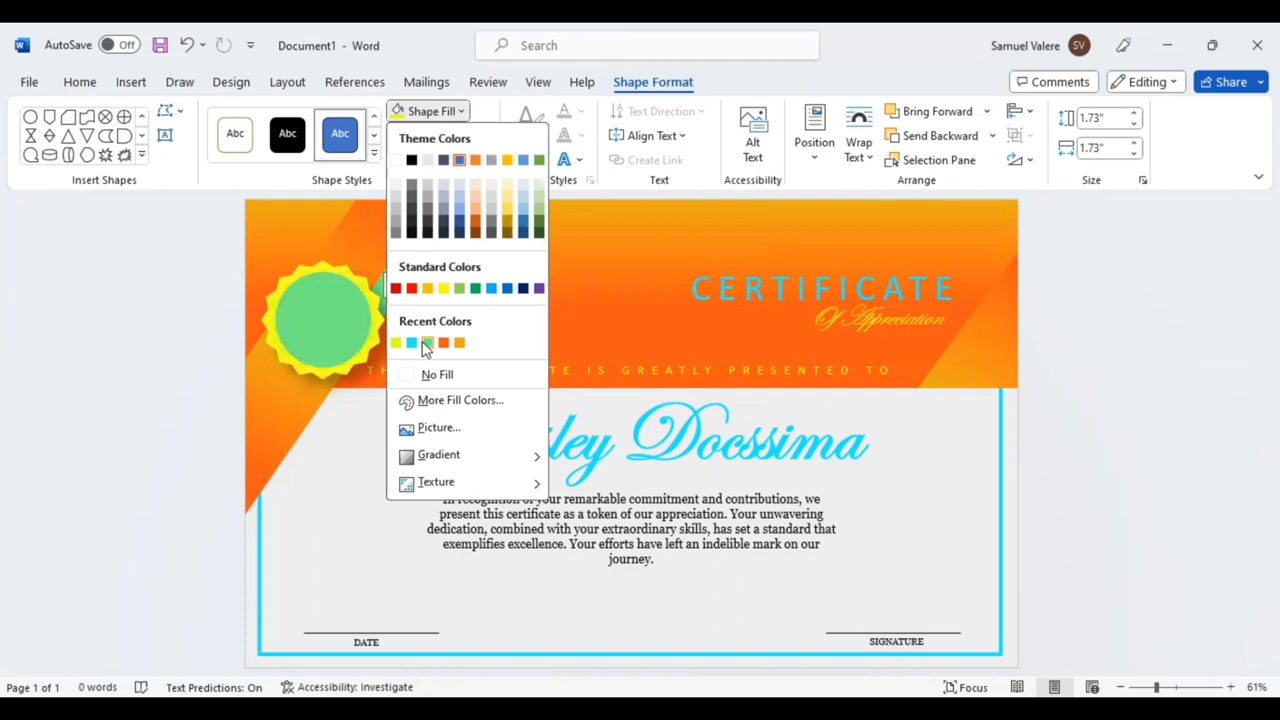 AutoSave Off Document1 - Word Search Samuel Valere SV
File Home Insert Draw Design Layout References Mailings Review View Help Shape Format Comments Editing Share
Abc Abc Abc
Shape Fill
Text Direction
Align Text
Create Link
Alt Text
Position
Wrap Text
Bring Forward
Send Backward
Selection Pane
1.73"
1.73"
Insert Shapes Shape Styles Styles Text Accessibility Arrange Size
Theme Colors
Standard Colors
Recent Colors
No Fill
More Fill Colors...
Picture...
Gradient
Texture
CERTIFICATE
Of Appreciation
TE IS GREATLY PRESENTED TO
ley Docssima
In recognition of your remarkable commitment and contributions, we
present this certificate as a token of our appreciation. Your unwavering
dedication, combined with your extraordinary skills, has set a standard that
exemplifies excellence. Your efforts have left an indelible mark on our
journey.
DATE
SIGNATURE
Page 1 of 1 0 words Text Predictions: On Accessibility: Investigate Focus 61%